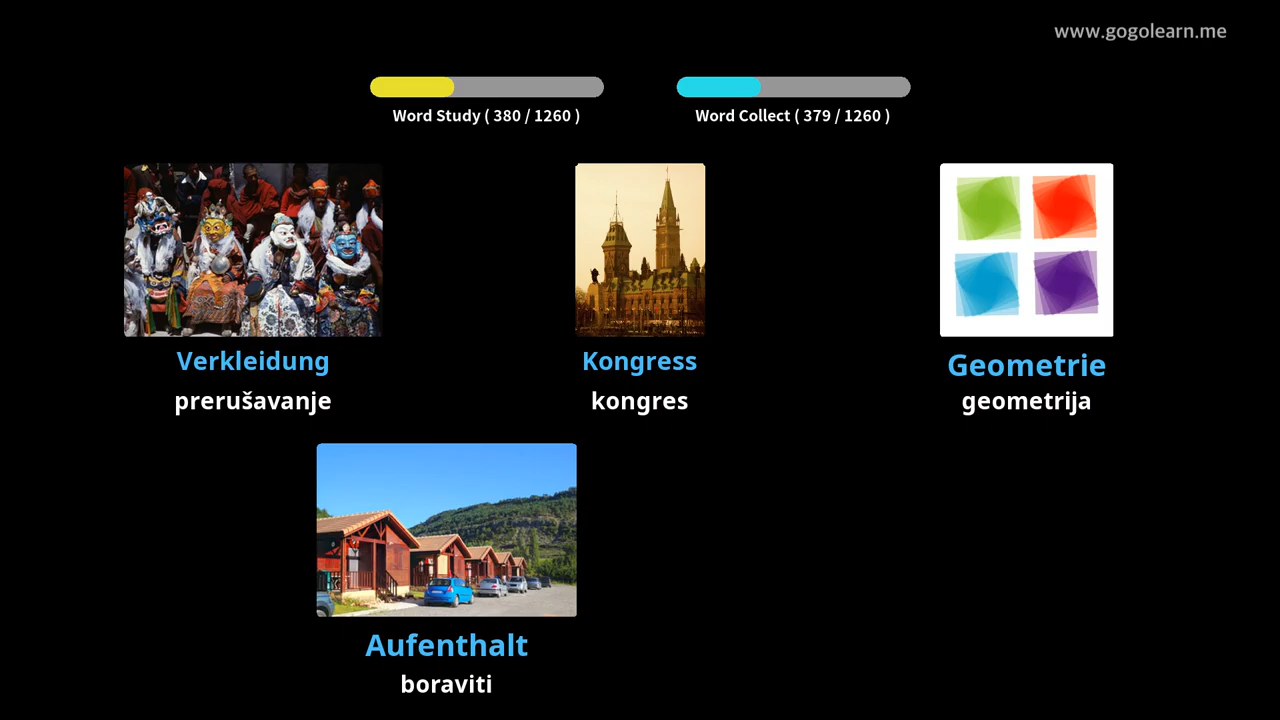 www.gogolearn.me
Word Study ( 380 / 1260 )
Word Collect ( 379 / 1260 )
Verkleidung
prerušavanje
Kongress
kongres
Geometrie
geometrija
Aufenthalt
boraviti